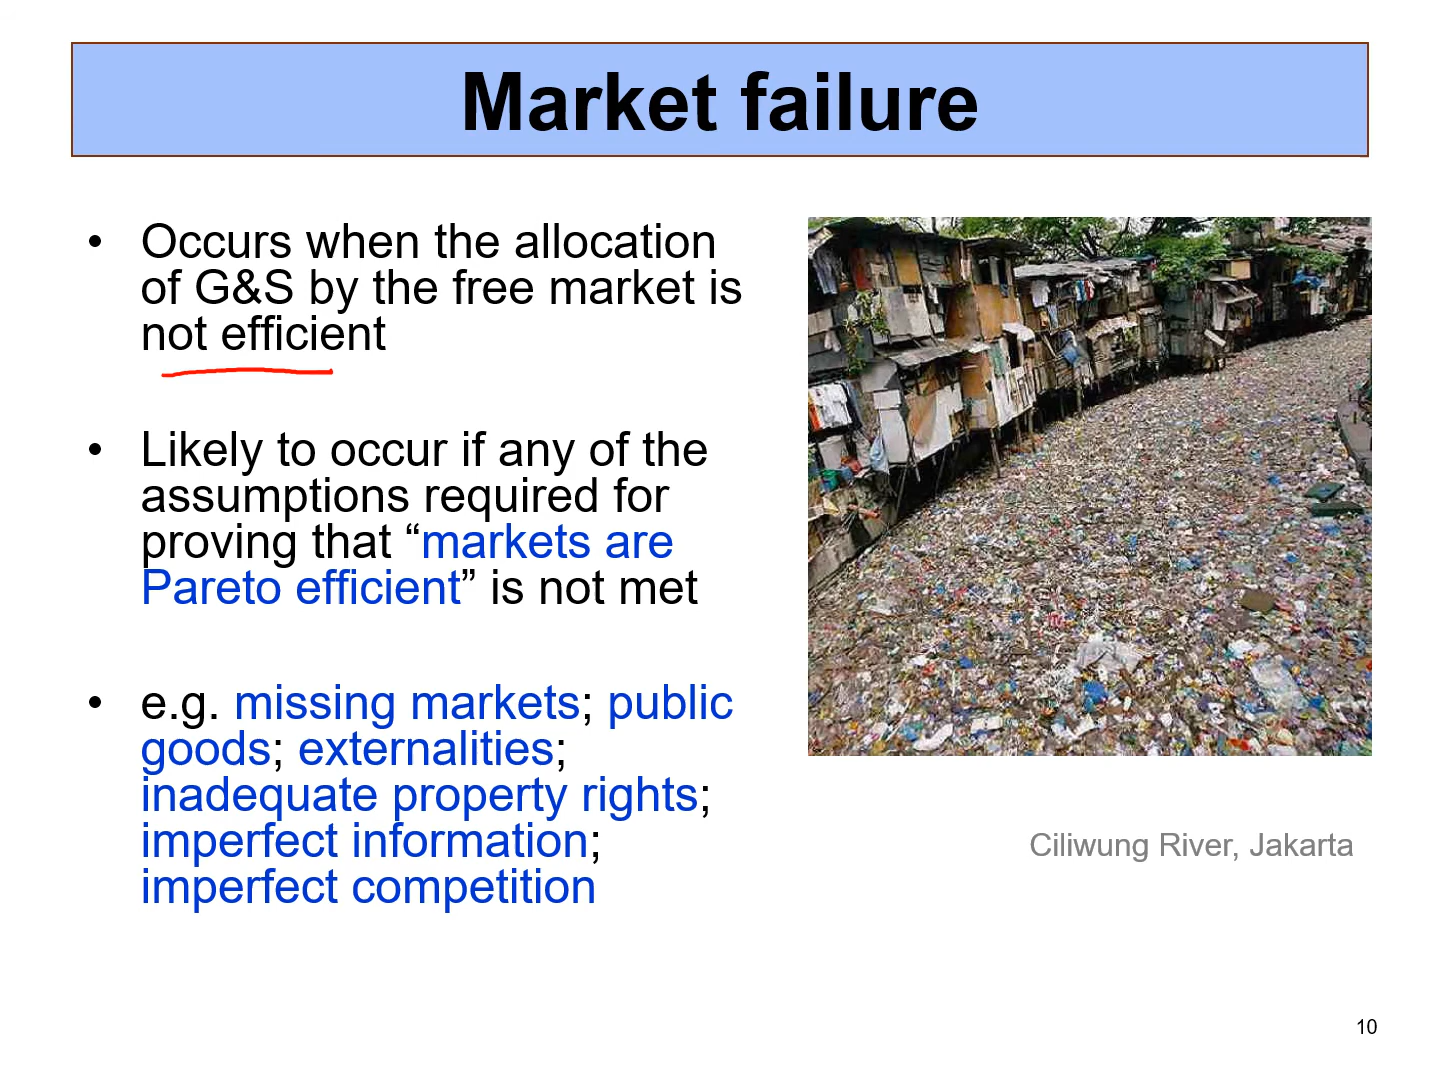 Market failure
• Occurs when the allocation
of G&S by the free market is
not efficient
• Likely to occur if any of the
assumptions required for
proving that “markets are
Pareto efficient” is not met
• e.g. missing markets; public
goods; externalities;
inadequate property rights;
imperfect information;
imperfect competition
Ciliwung River, Jakarta
10